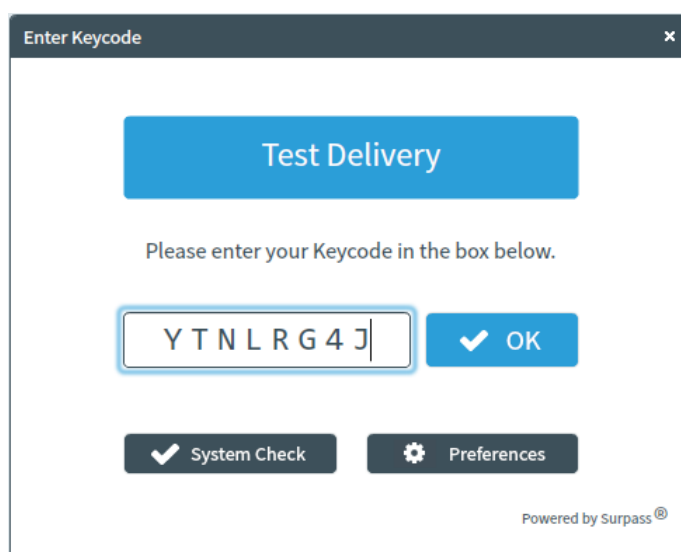 Enter Keycode
Test Delivery
Please enter your Keycode in the box below.
YTNLRG4J
OK
System Check
Preferences
Powered by Surpass®